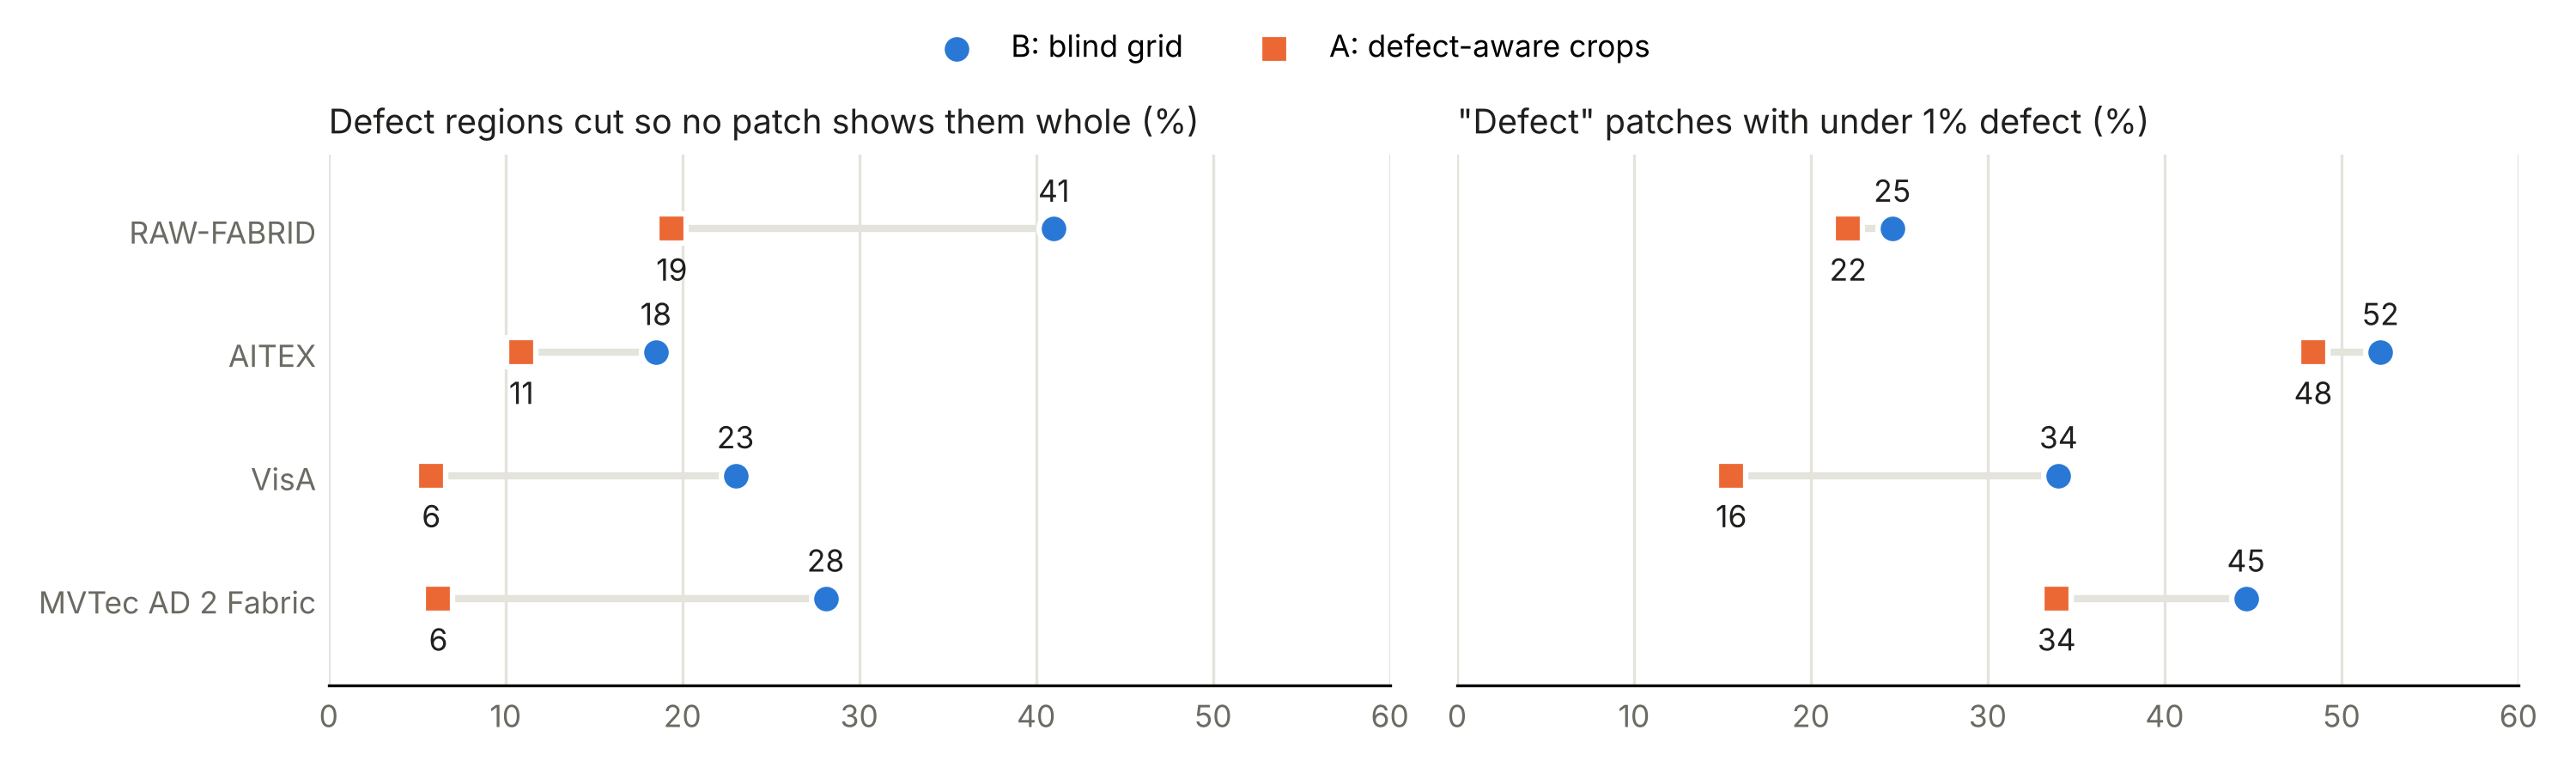 B: blind grid A: defect-aware crops
Defect regions cut so no patch shows them whole (%)
"Defect" patches with under 1% defect (%)
RAW-FABRID
41
19
25
22
AITEX
18
11
52
48
VisA
23
6
34
16
MVTec AD 2 Fabric
28
6
45
34
0 10 20 30 40 50 60
0 10 20 30 40 50 60